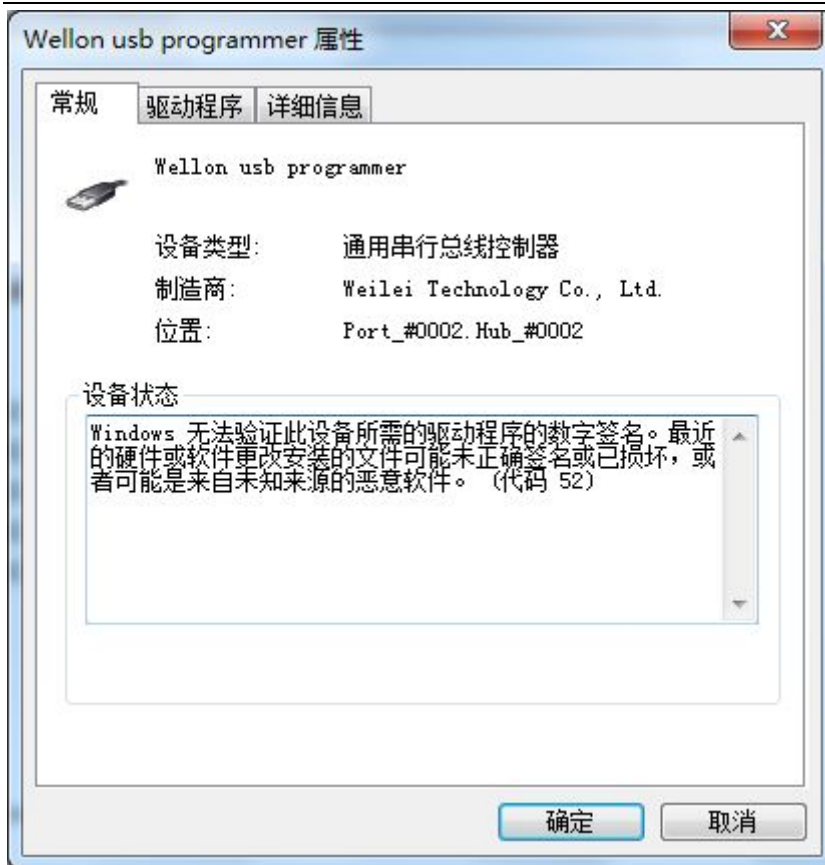 Wellon usb programmer 属性
常规 驱动程序 详细信息
Wellon usb programmer
设备类型: 通用串行总线控制器
制造商: Weilei Technology Co., Ltd.
位置: Port_#0002.Hub_#0002
设备状态
Windows 无法验证此设备所需的驱动程序的数字签名。最近
的硬件或软件更改安装的文件可能未正确签名或已损坏，或
者可能是来自未知来源的恶意软件。 (代码 52)
确定 取消